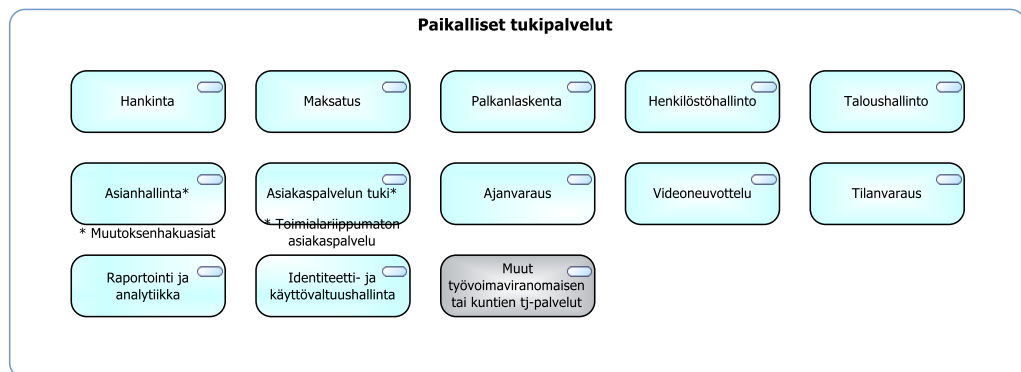 Paikalliset tukipalvelut
Hankinta
Maksatus
Palkanlaskenta
Henkilöstöhallinto
Taloushallinto
Asianhallinta*
* Muutoksenhakuasiat
Asiakaspalvelun tuki*
* Toimialariippumaton
asiakaspalvelu
Ajanvaraus
Videoneuvottelu
Tilanvaraus
Raportointi ja
analytiikka
Identiteetti- ja
käyttövaltuushallinta
Muut
työvoimaviranomaisen
tai kuntien tj-palvelut